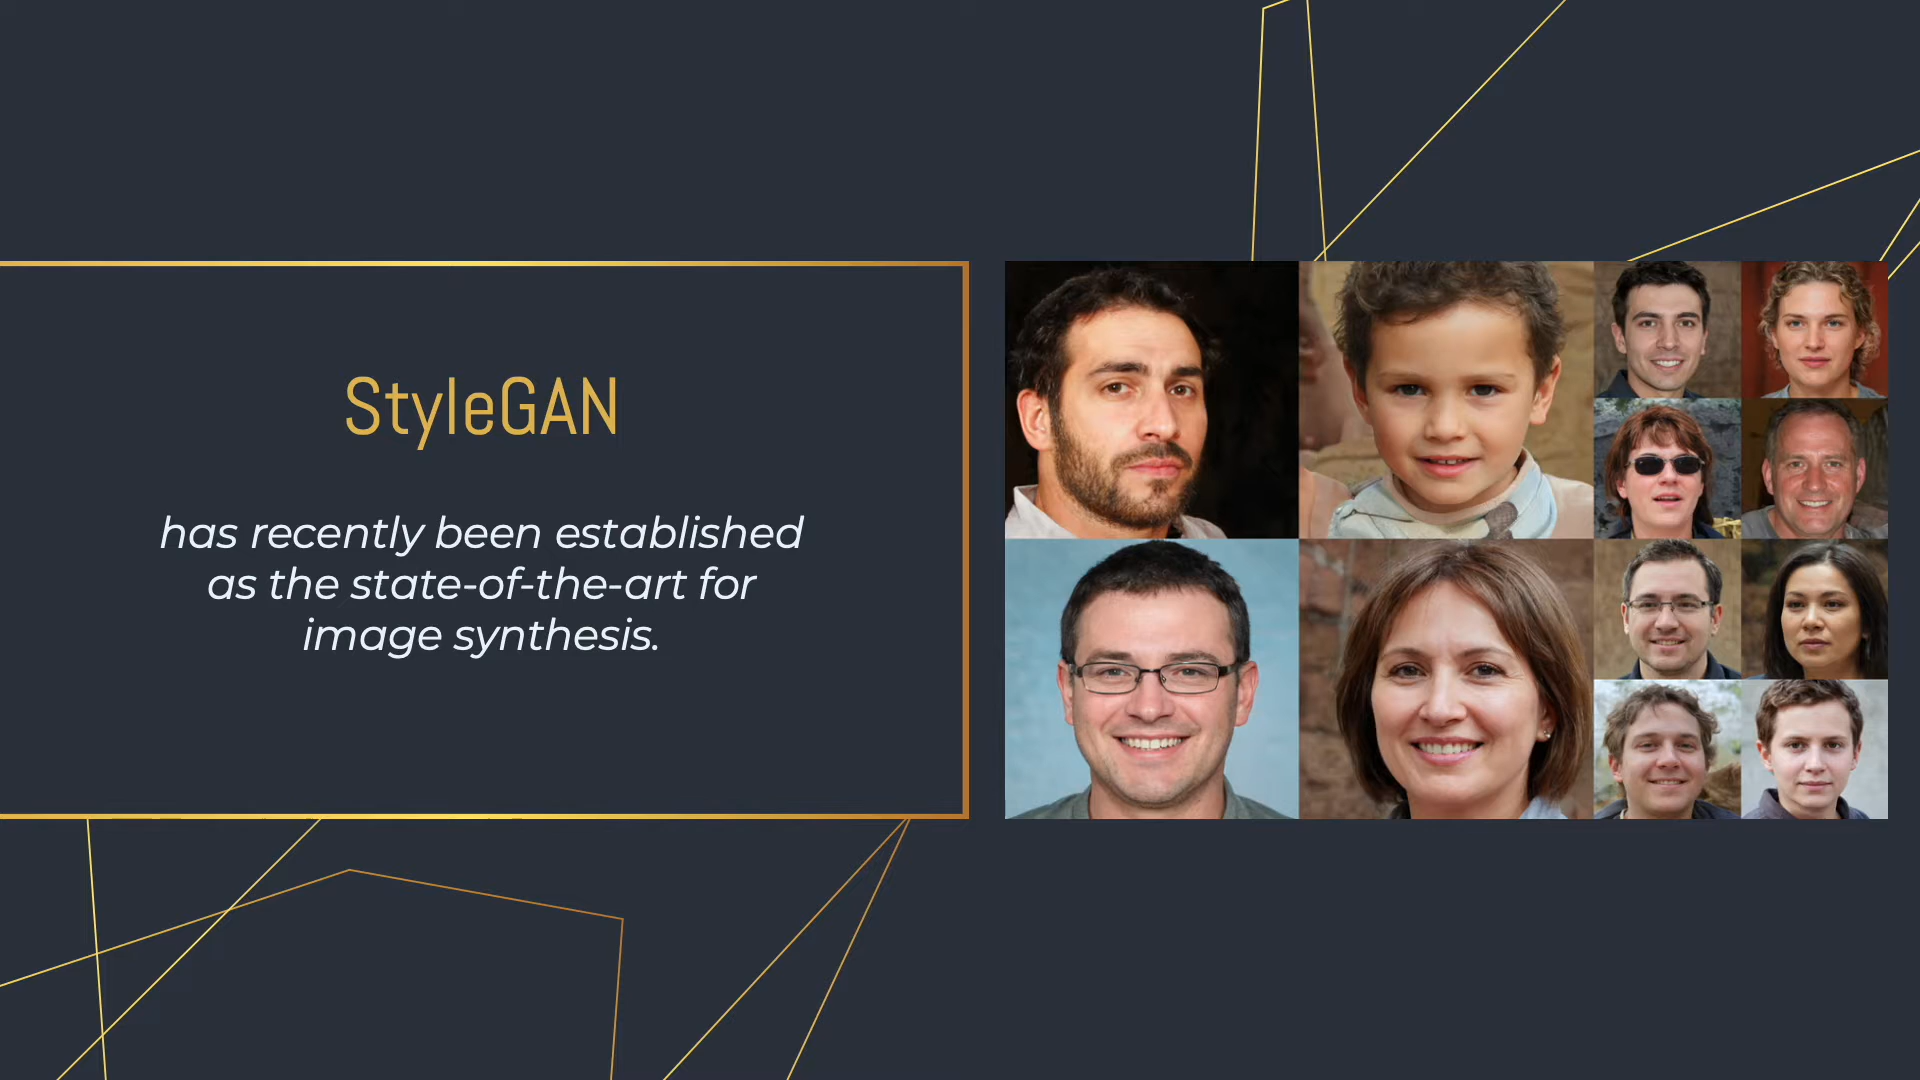 StyleGAN
has recently been established
as the state-of-the-art for
image synthesis.